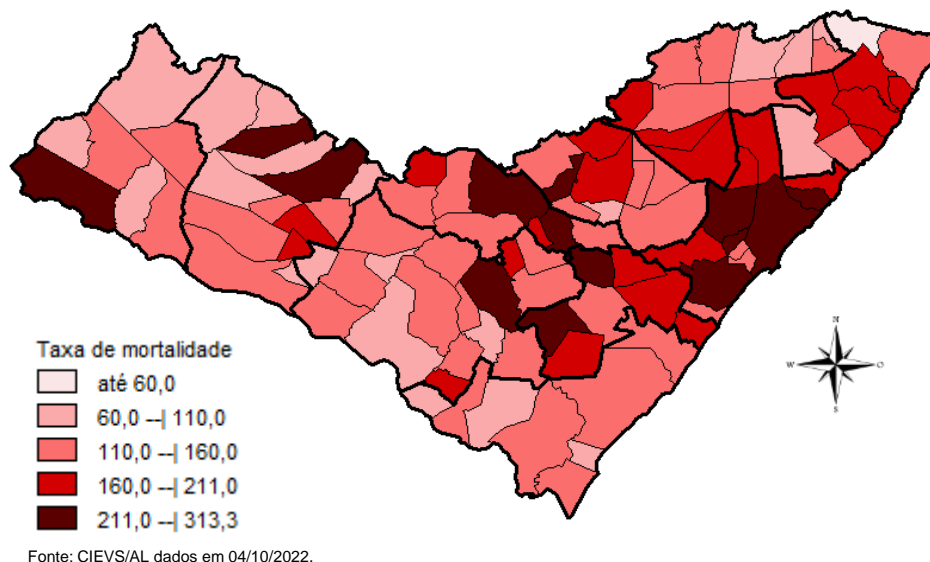 Taxa de mortalidade
até 60,0
60,0 --| 110,0
110,0 --| 160,0
160,0 --| 211,0
211,0 --| 313,3
N
W
O
S
Fonte: CIEVS/AL dados em 04/10/2022.